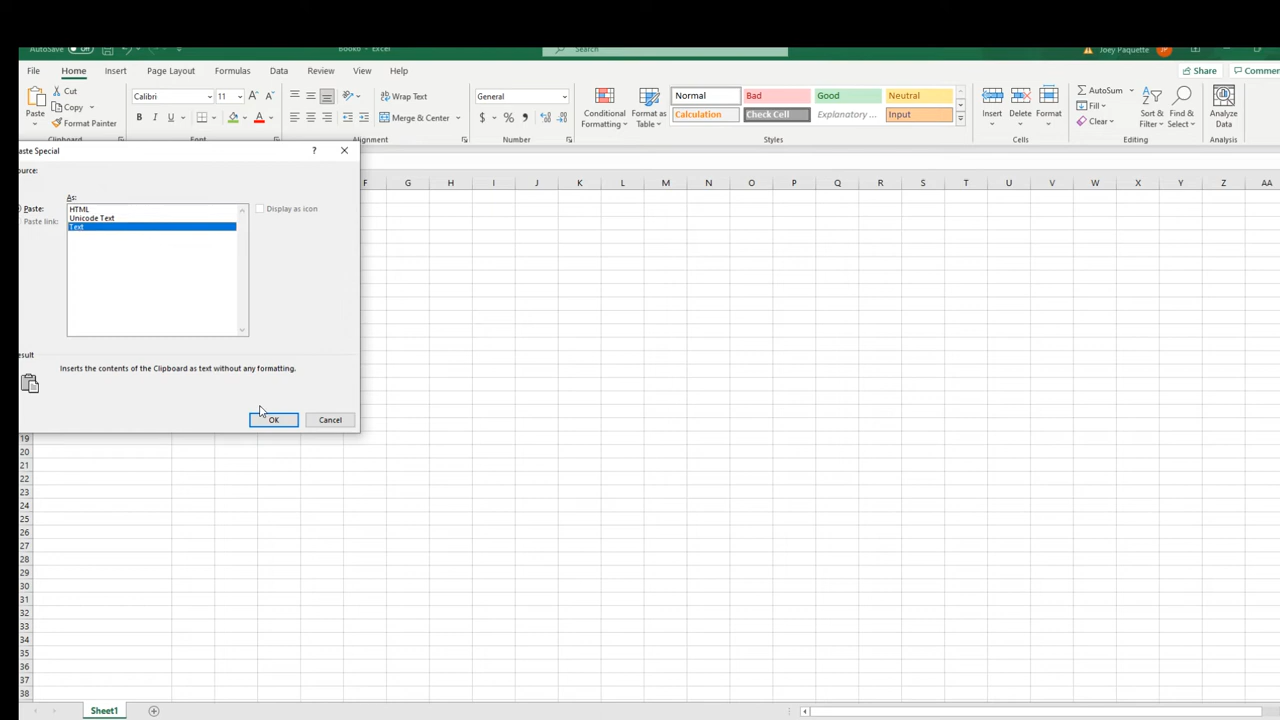 AutoSave Off Book6 - Excel Search Joey Paquette JP
File Home Insert Page Layout Formulas Data Review View Help Share Commer
Cut Calibri 11 Wrap Text General Normal Bad Good Neutral AutoSum
Copy Fill
Paste Format Painter Merge & Center Conditional Formatting Format as Table Calculation Check Cell Explanatory ... Input Insert Delete Format Clear Sort & Filter Find & Select Analyze Data
Clipboard Font Alignment Number Styles Cells Editing Analysis
aste Special ?
F G H I J K L M N O P Q R S T U V W X Y Z AA
ource:
As:
Paste: HTML Display as icon
Paste link: Unicode Text
Text
esult
Inserts the contents of the Clipboard as text without any formatting.
OK Cancel
19
20
21
22
23
24
25
26
27
28
29
30
31
32
33
34
35
36
37
38
Sheet1